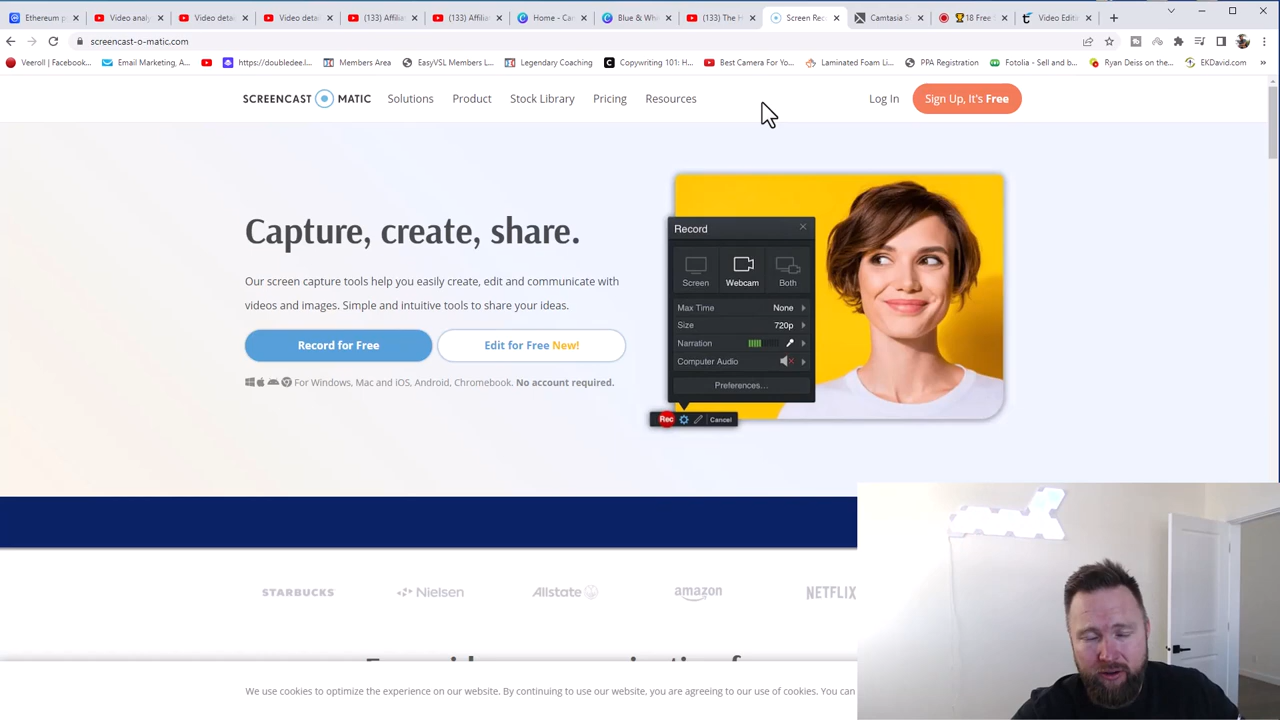 Ethereum p
Video analy
Video deta
Video deta
(133) Affilia
(133) Affilia
Home - Ca
Blue & Whi
(133) The H
Screen Rec
Camtasia S
18 Free
Video Edit
screencast-o-matic.com
Veeroll | Facebook...
Email Marketing, A...
https://doubledee.l...
Members Area
EasyVSL Members L...
Legendary Coaching
Copywriting 101: H...
Best Camera For Yo...
Laminated Foam Li...
PPA Registration
Fotolia - Sell and b...
Ryan Deiss on the...
EKDavid.com
»
SCREENCAST MATIC
Solutions
Product
Stock Library
Pricing
Resources
Log In
Sign Up, It's Free
Capture, create, share.
Our screen capture tools help you easily create, edit and communicate with
videos and images. Simple and intuitive tools to share your ideas.
Record for Free
Edit for Free New!
For Windows, Mac and iOS, Android, Chromebook. No account required.
Record
Screen
Webcam
Both
Max Time None
Size 720p
Narration
Computer Audio
Preferences...
Rec
Cancel
STARBUCKS
Nielsen
Allstate
amazon
NETFLIX
We use cookies to optimize the experience on our website. By continuing to use our website, you are agreeing to our use of cookies. You can